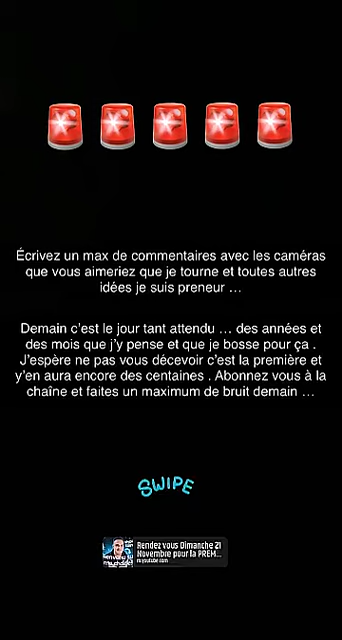 Écrivez un max de commentaires avec les caméras
que vous aimeriez que je tourne et toutes autres
idées je suis preneur ...
Demain c'est le jour tant attendu ... des années et
des mois que j'y pense et que je bosse pour ça .
J'espère ne pas vous décevoir c'est la première et
y'en aura encore des centaines . Abonnez vous à la
chaîne et faites un maximum de bruit demain ...
SWIPE
Rendez vous Dimanche 21
Novembre pour la PREM...
m.youtube.com